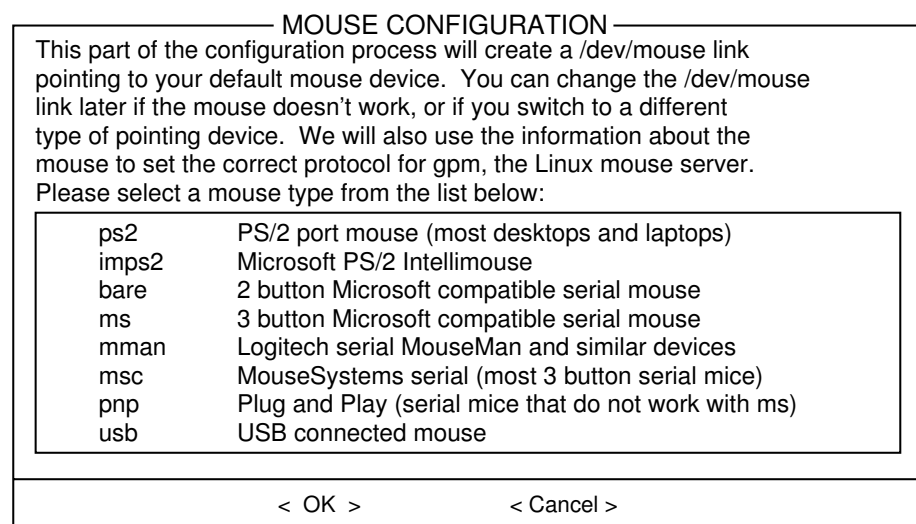 MOUSE CONFIGURATION
This part of the configuration process will create a /dev/mouse link
pointing to your default mouse device.  You can change the /dev/mouse
link later if the mouse doesn't work, or if you switch to a different
type of pointing device.  We will also use the information about the
mouse to set the correct protocol for gpm, the Linux mouse server.
Please select a mouse type from the list below:
ps2 PS/2 port mouse (most desktops and laptops)
imps2 Microsoft PS/2 Intellimouse
bare 2 button Microsoft compatible serial mouse
ms 3 button Microsoft compatible serial mouse
mman Logitech serial MouseMan and similar devices
msc MouseSystems serial (most 3 button serial mice)
pnp Plug and Play (serial mice that do not work with ms)
usb USB connected mouse
< OK > < Cancel >